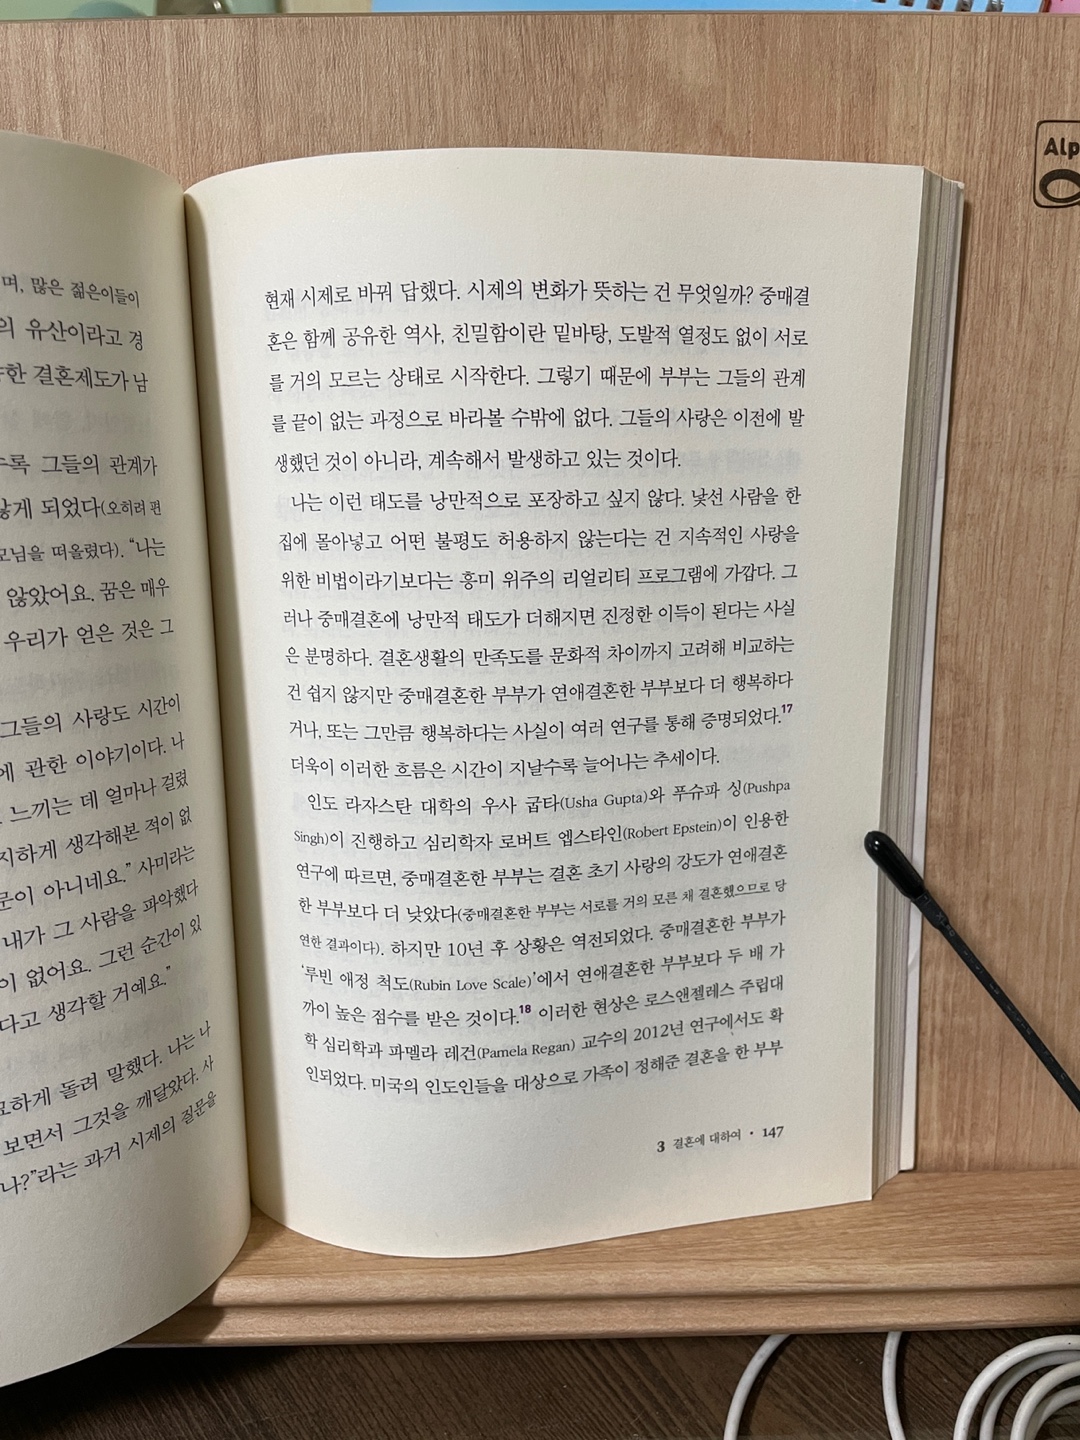 며, 많은 젊은이들이
의 유산이라고 경
한 결혼제도가 남
록 그들의 관계가
않게 되었다(오히려 편
모님을 떠올렸다). “나는
않았어요. 꿈은 매우
우리가 얻은 것은 그
그들의 사랑도 시간이
에 관한 이야기이다. 나
느끼는 데 얼마나 걸렸
지하게 생각해본 적이 없
문이 아니네요.” 사미라는
내가 그 사람을 파악했다
이 없어요. 그런 순간이 있
다고 생각할 거예요.”
묘하게 돌려 말했다. 나는 나
보면서 그것을 깨달았다. 사
나?”라는 과거 시제의 질문을
현재 시제로 바꿔 답했다. 시제의 변화가 뜻하는 건 무엇일까? 중매결
혼은 함께 공유한 역사, 친밀함이란 밑바탕, 도발적 열정도 없이 서로
를 거의 모르는 상태로 시작한다. 그렇기 때문에 부부는 그들의 관계
를 끝이 없는 과정으로 바라볼 수밖에 없다. 그들의 사랑은 이전에 발
생했던 것이 아니라, 계속해서 발생하고 있는 것이다.
나는 이런 태도를 낭만적으로 포장하고 싶지 않다. 낯선 사람을 한
집에 몰아넣고 어떤 불평도 허용하지 않는다는 건 지속적인 사랑을
위한 비법이라기보다는 흥미 위주의 리얼리티 프로그램에 가깝다. 그
러나 중매결혼에 낭만적 태도가 더해지면 진정한 이득이 된다는 사실
은 분명하다. 결혼생활의 만족도를 문화적 차이까지 고려해 비교하는
건 쉽지 않지만 중매결혼한 부부가 연애결혼한 부부보다 더 행복하다
거나, 또는 그만큼 행복하다는 사실이 여러 연구를 통해 증명되었다.17
더욱이 이러한 흐름은 시간이 지날수록 늘어나는 추세이다.
인도 라자스탄 대학의 우사 굽타(Usha Gupta)와 푸슈파 싱(Pushpa
Singh)이 진행하고 심리학자 로버트 엡스타인(Robert Epstein)이 인용한
연구에 따르면, 중매결혼한 부부는 결혼 초기 사랑의 강도가 연애결혼
한 부부보다 더 낮았다(중매결혼한 부부는 서로를 거의 모른 채 결혼했으므로 당
연한 결과이다). 하지만 10년 후 상황은 역전되었다. 중매결혼한 부부가
‘루빈 애정 척도(Rubin Love Scale)’에서 연애결혼한 부부보다 두 배 가
까이 높은 점수를 받은 것이다.18 이러한 현상은 로스앤젤레스 주립대
학 심리학과 파멜라 레건(Pamela Regan) 교수의 2012년 연구에서도 확
인되었다. 미국의 인도인들을 대상으로 가족이 정해준 결혼을 한 부부
3 결혼에 대하여 • 147
Alp